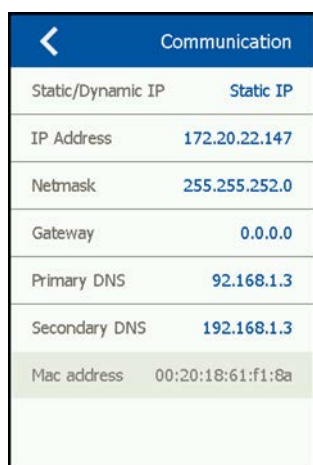 Communication
Static/Dynamic IP Static IP
IP Address 172.20.22.147
Netmask 255.255.252.0
Gateway 0.0.0.0
Primary DNS 92.168.1.3
Secondary DNS 192.168.1.3
Mac address 00:20:18:61:f1:8a